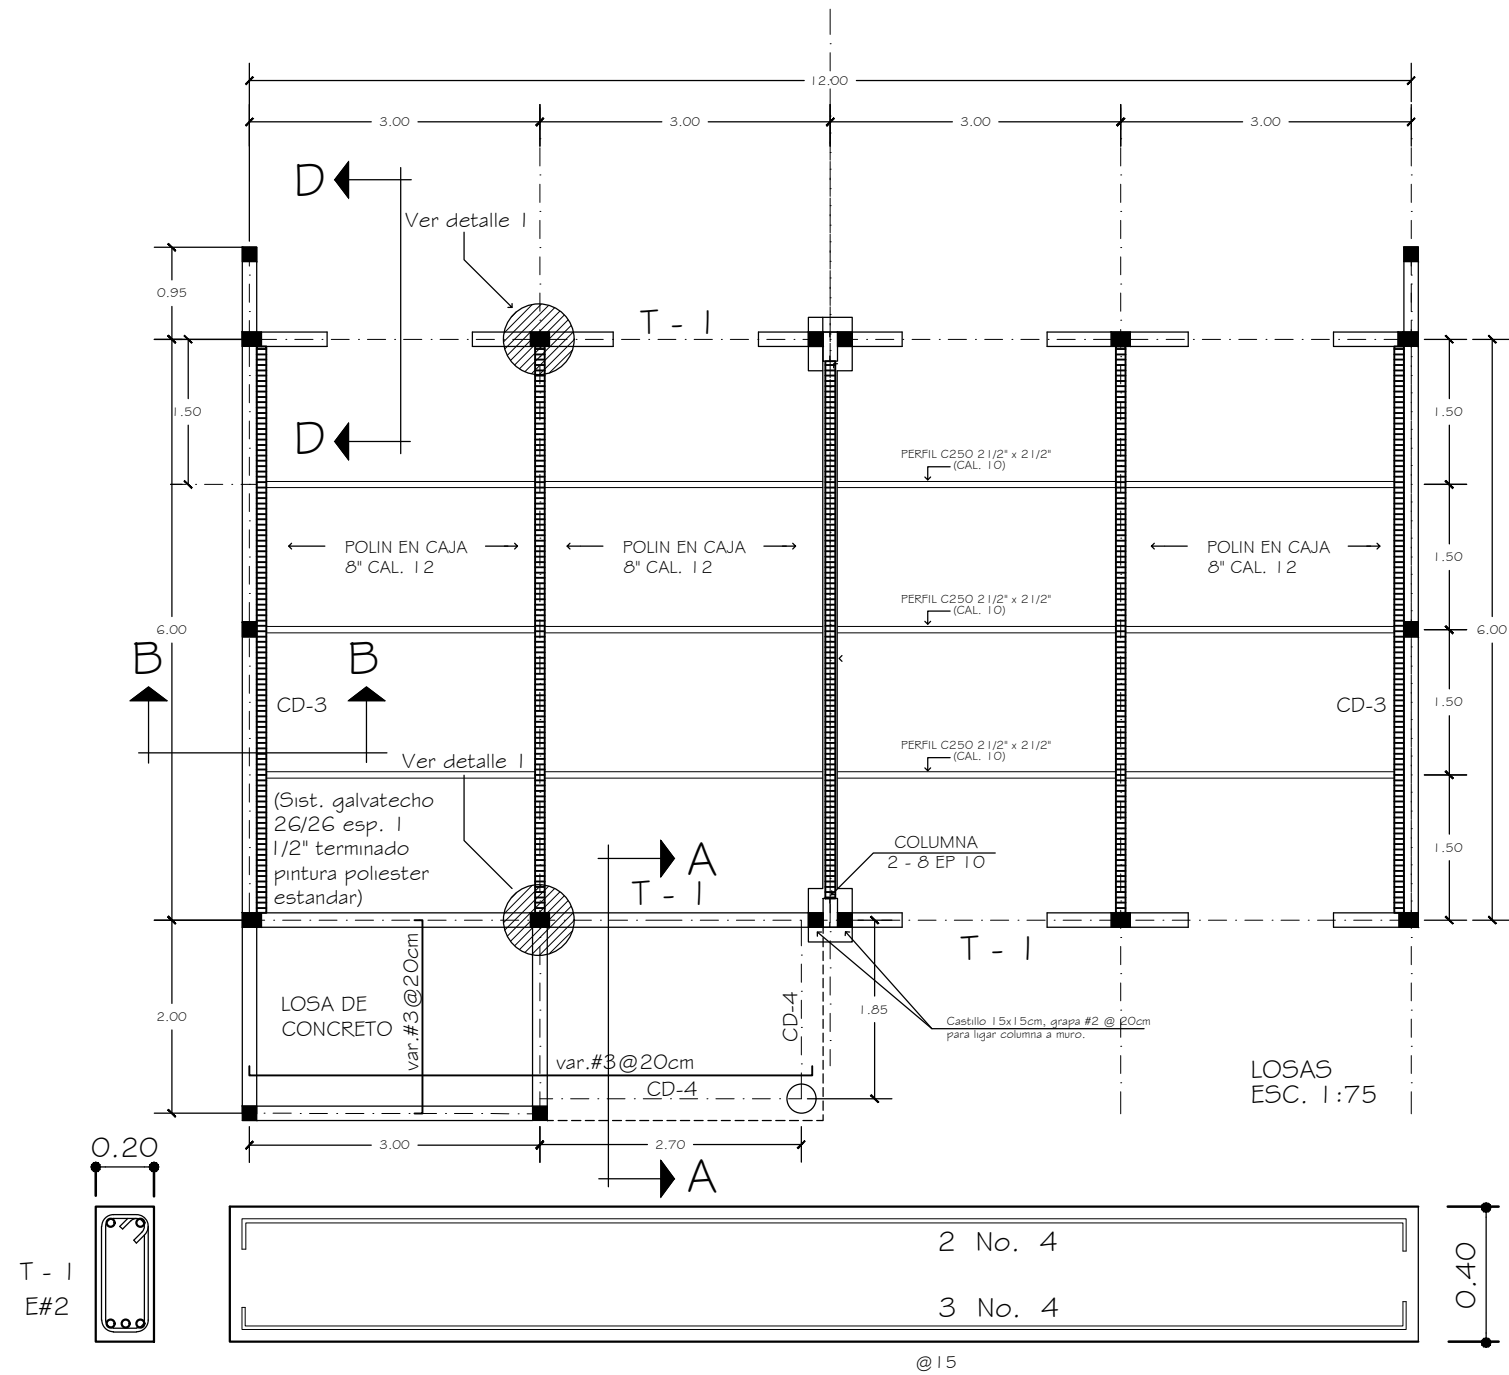 12.00
3.00
3.00
3.00
3.00
D
Ver detalle 1
0.95
T - 1
1.50
D
1.50
PERFIL C250 2 1/2" x 2 1/2"
(CAL. 10)
POLIN EN CAJA
8" CAL. 12
POLIN EN CAJA
8" CAL. 12
POLIN EN CAJA
8" CAL. 12
1.50
PERFIL C250 2 1/2" x 2 1/2"
(CAL. 10)
6.00
6.00
B
B
CD-3
CD-3
1.50
PERFIL C250 2 1/2" x 2 1/2"
(CAL. 10)
Ver detalle 1
(Sist. galvatecho
26/26 esp. 1
1/2" terminado
pintura poliester
estandar)
A
T - 1
COLUMNA
2 - 8 EP 10
1.50
T - 1
LOSA DE
CONCRETO
var.#3@20cm
2.00
CD-4
1.85
Castillo 15x15cm, grapa #2 @ 20cm
para ligar columna a muro.
var.#3@20cm
CD-4
LOSAS
ESC. 1:75
3.00
2.70
A
0.20
T - 1
E#2
2 No. 4
3 No. 4
0.40
@15